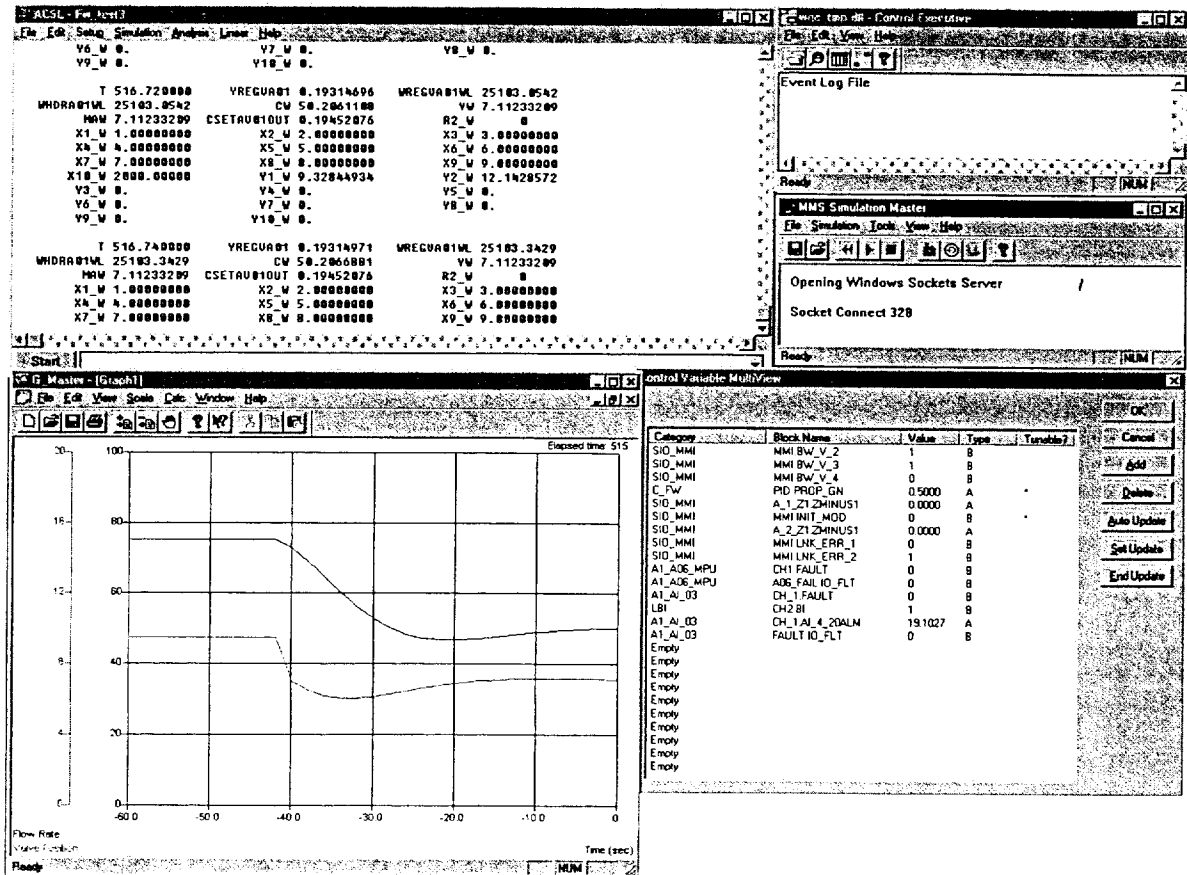 ACSL - Fw_test3
File Edit Setup Simulation Analysis Linear Help
Y6_W 0. Y7_W 0. Y8_W 0.
Y9_W 0. Y10_W 0.
T 516.720000 YREGVA01 0.19314696 WREGVA01WL 25103.0542
WHDRA01WL 25103.0542 CW 50.2061108 YW 7.11233209
MAW 7.11233209 CSETAV01OUT 0.19452076 R2_W 0
X1_W 1.00000000 X2_W 2.00000000 X3_W 3.00000000
X4_W 4.00000000 X5_W 5.00000000 X6_W 6.00000000
X7_W 7.00000000 X8_W 8.00000000 X9_W 9.00000000
X10_W 2000.00000 Y1_W 9.32844934 Y2_W 12.1428572
Y3_W 0. Y4_W 0. Y5_W 0.
Y6_W 0. Y7_W 0. Y8_W 0.
Y9_W 0. Y10_W 0.
T 516.740000 YREGVA01 0.19314971 WREGVA01WL 25103.3429
WHDRA01WL 25103.3429 CW 50.2066881 YW 7.11233209
MAW 7.11233209 CSETAV01OUT 0.19452076 R2_W 0
X1_W 1.00000000 X2_W 2.00000000 X3_W 3.00000000
X4_W 4.00000000 X5_W 5.00000000 X6_W 6.00000000
X7_W 7.00000000 X8_W 8.00000000 X9_W 9.00000000
Start
- Control Executive
File Edit View Help
Event Log File
Ready NUM
MMS Simulation Master
File Simulation Tools View Help
Opening Windows Sockets Server /
Socket Connect 328
Ready NUM
G_Master - [Graph1]
File Edit View Scale Calc Window Help
Elapsed time: 515
20 100
16 80
12 60
8 40
4 20
0 0
-60.0 -50.0 -40.0 -30.0 -20.0 -10.0 0
Flow Rate
Valve Position Time (sec)
Ready NUM
ontrol Variable MultiView
Category Block Name Value Type Tunable?
SIO_MMI MMI BW_V_2 1 B
SIO_MMI MMI BW_V_3 1 B
SIO_MMI MMI BW_V_4 0 B
C_FW PID PROP_GN 0.5000 A *
SIO_MMI A_1_Z1.ZMINUS1 0.0000 A
SIO_MMI MMI INIT_MOD 0 B *
SIO_MMI A_2_Z1.ZMINUS1 0.0000 A
SIO_MMI MMI LNK_ERR_1 0 B
SIO_MMI MMI LNK_ERR_2 1 B
A1_A06_MPU CH1 FAULT 0 B
A1_A06_MPU A06_FAIL IO_FLT 0 B
A1_AI_03 CH_1.FAULT 0 B
LBI CH2 BI 1 B
A1_AI_03 CH_1.AI_4_20ALM 19.1027 A
A1_AI_03 FAULT IO_FLT 0 B
Empty
Empty
Empty
Empty
Empty
Empty
Empty
Empty
Empty
Empty
OK
Cancel
Add
Delete
Auto Update
Set Update
End Update